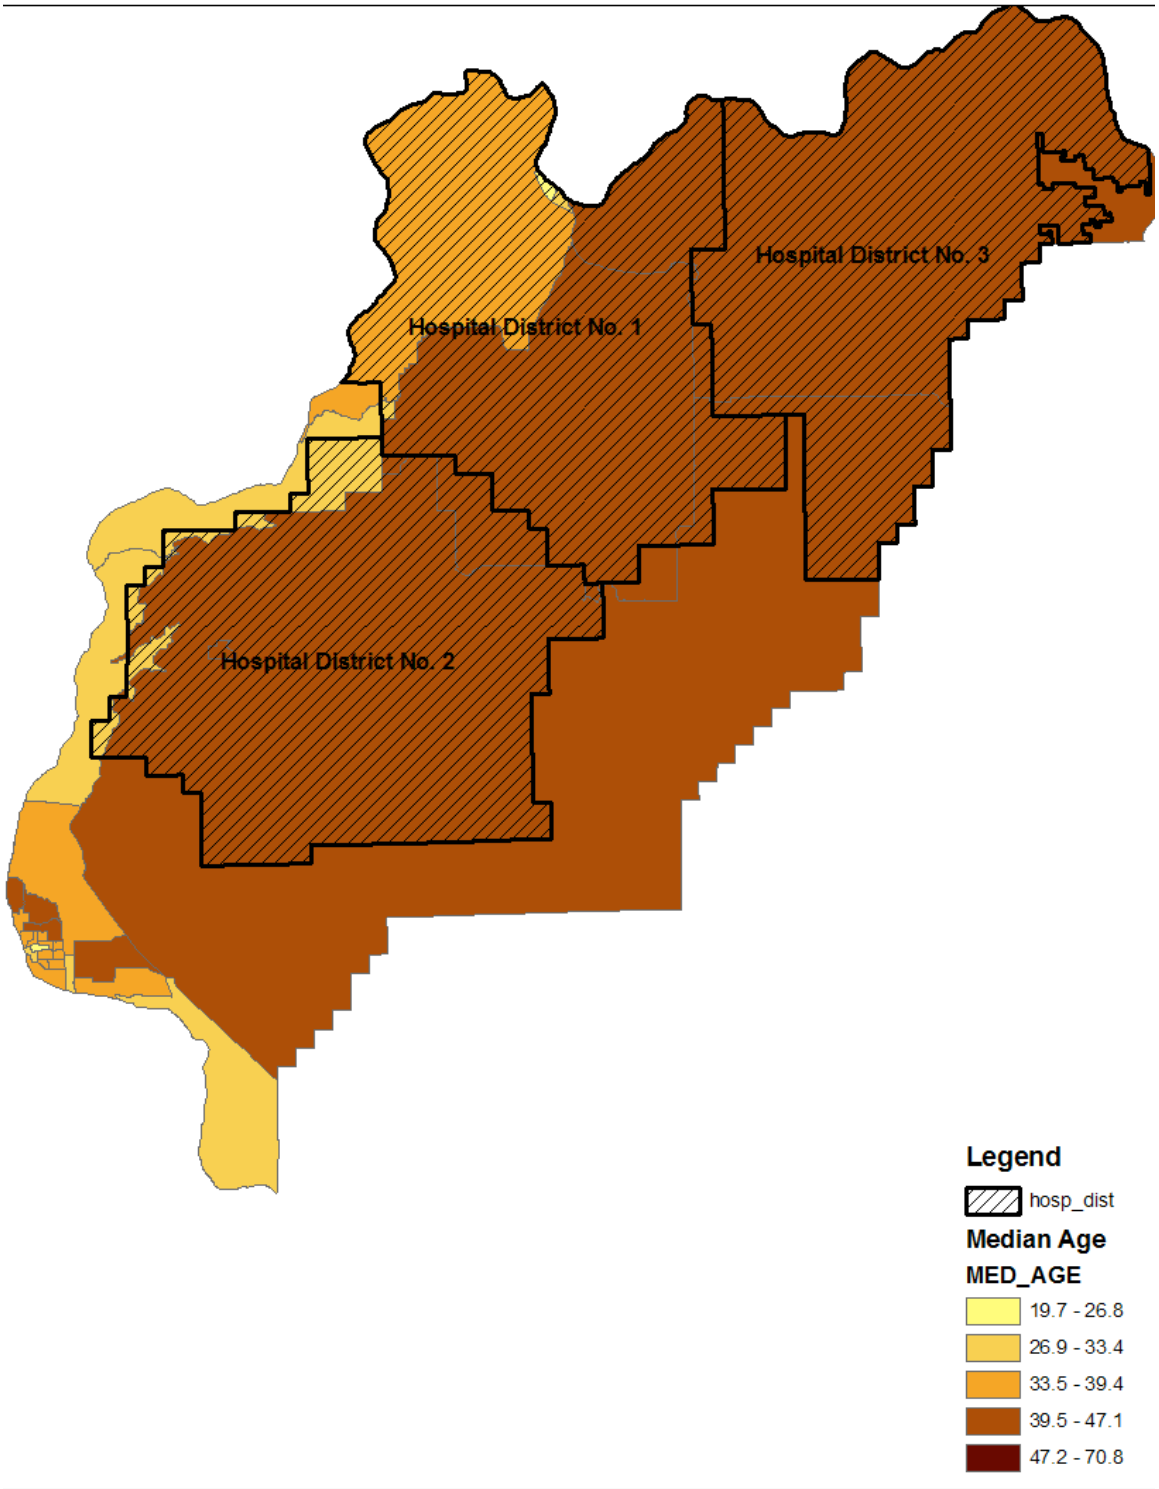 Hospital District No. 3
Hospital District No. 1
Hospital District No. 2
Legend
hosp_dist
Median Age
MED_AGE
19.7 - 26.8
26.9 - 33.4
33.5 - 39.4
39.5 - 47.1
47.2 - 70.8